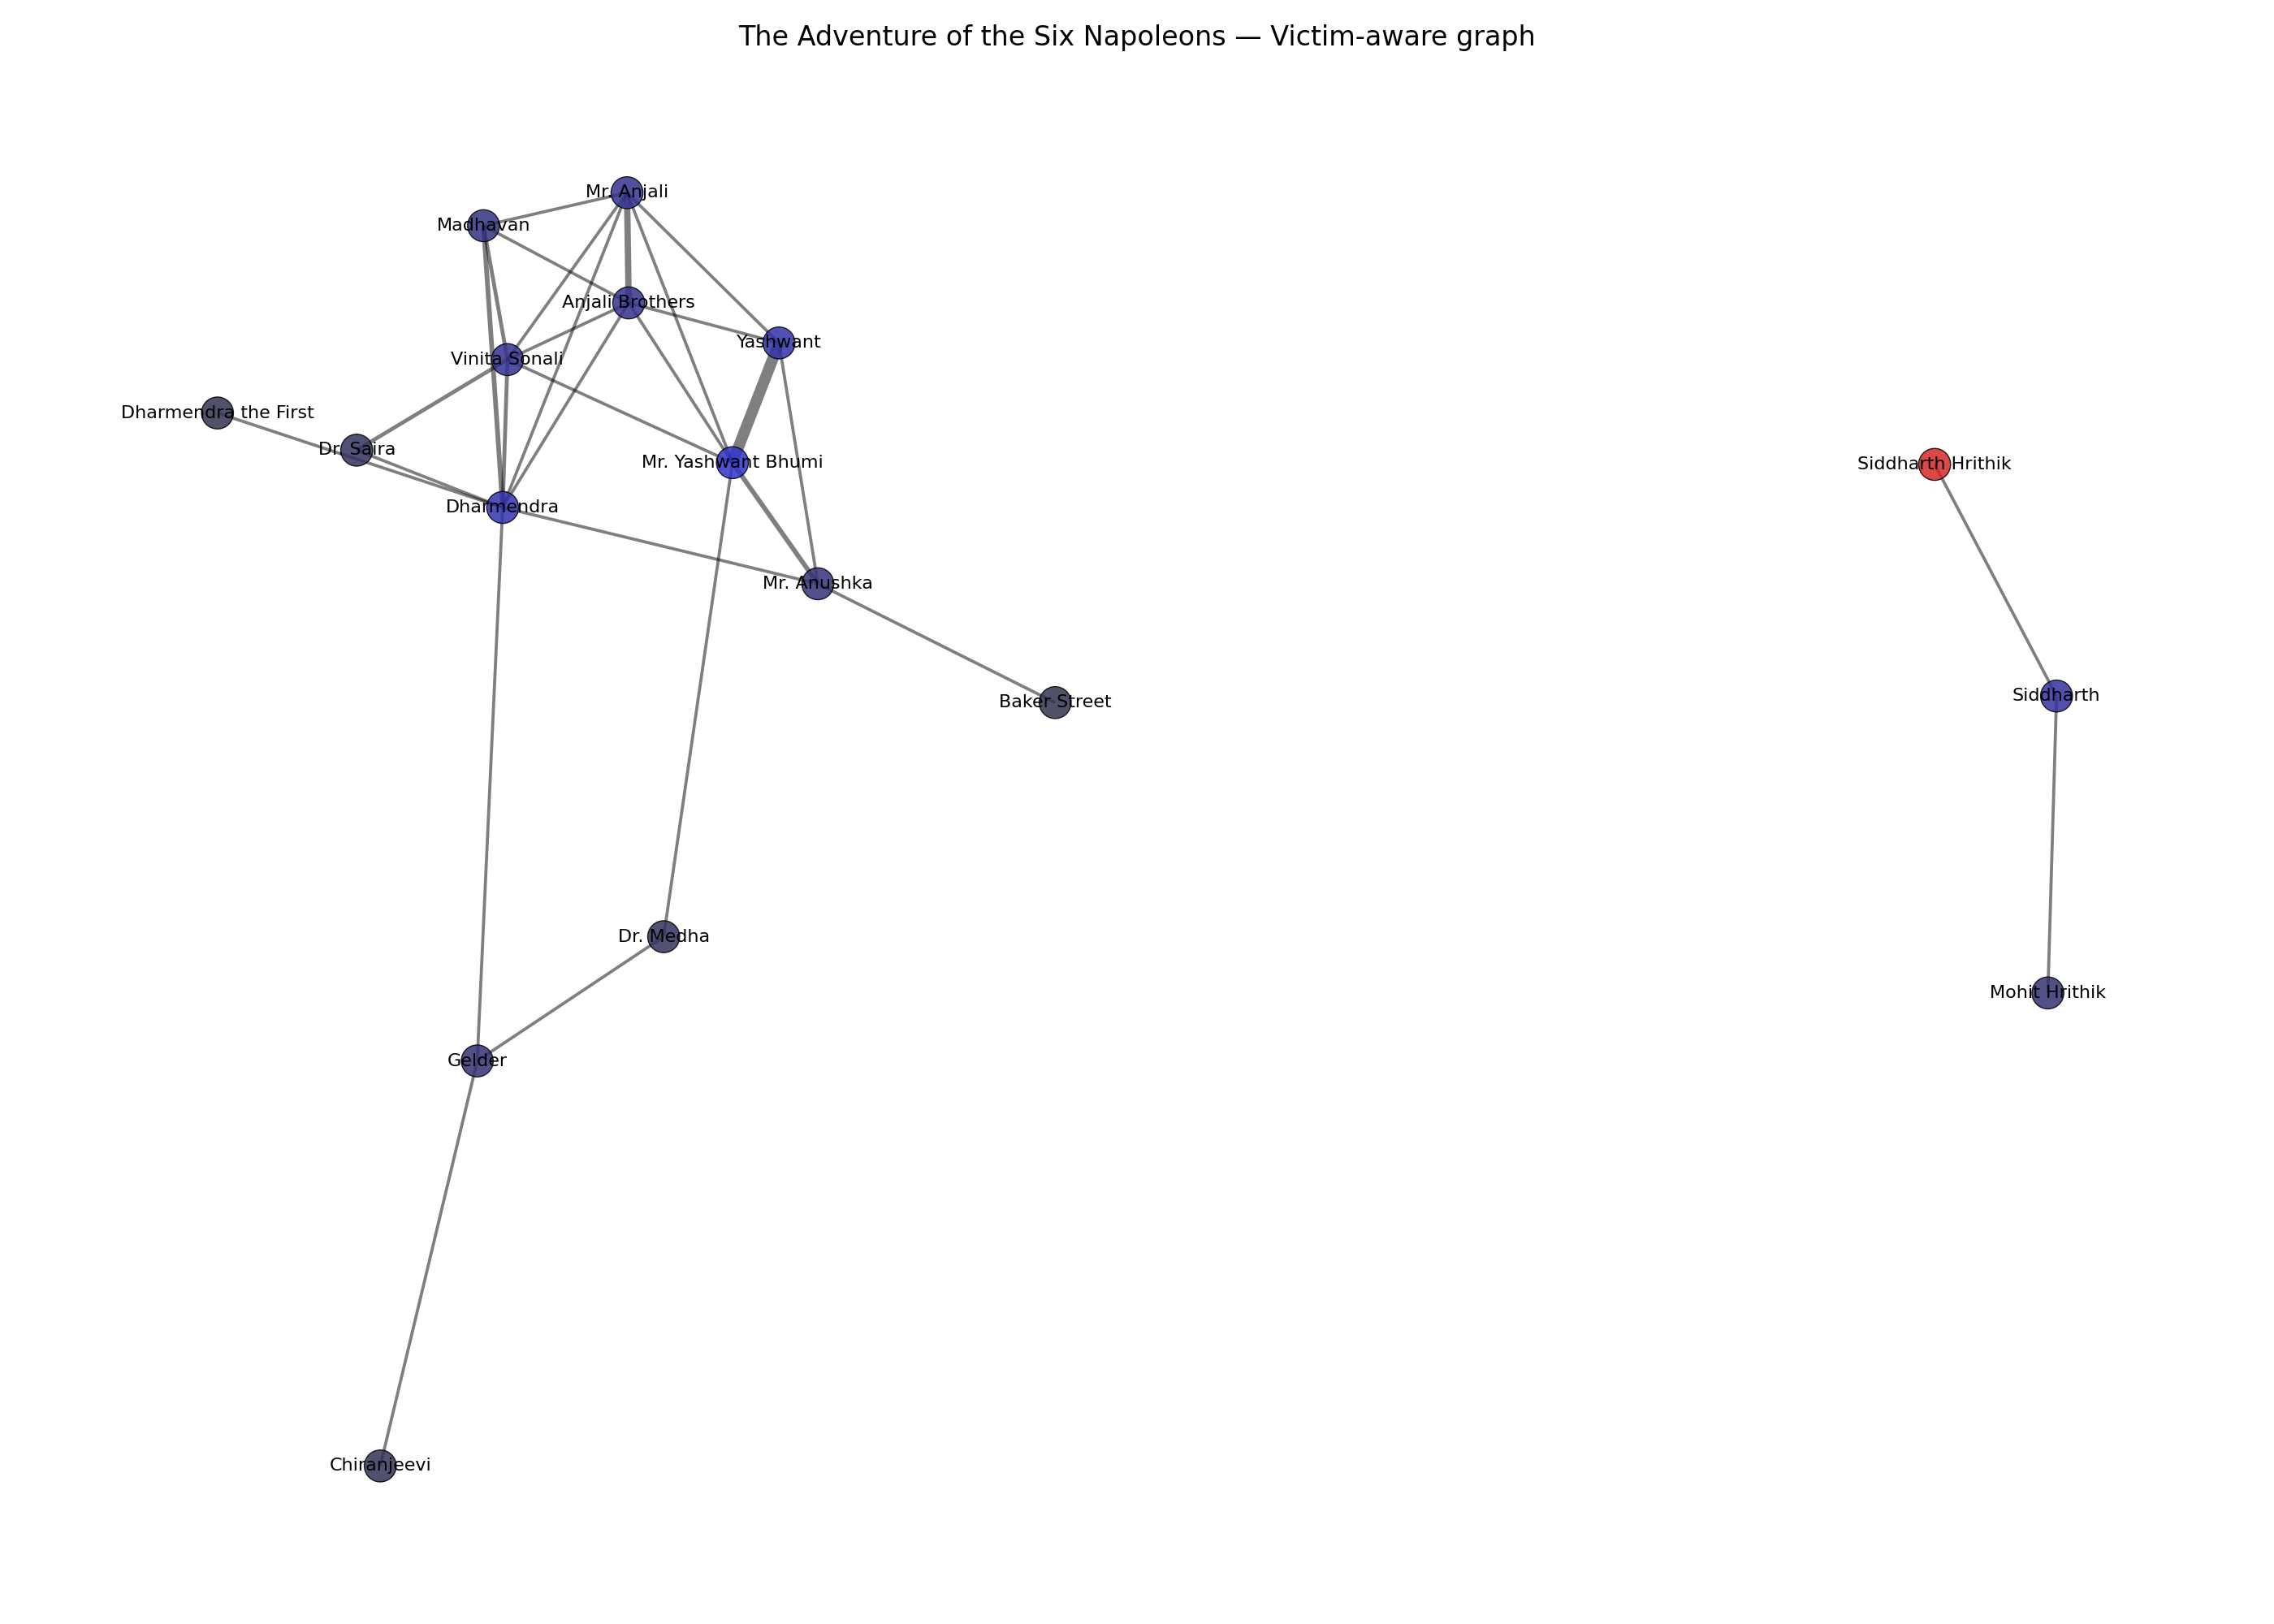 The Adventure of the Six Napoleons — Victim-aware graph
Mr. Anjali
Madhavan
Anjali Brothers
Yashwant
Vinita Sonali
Dharmendra the First
Dr. Saira
Mr. Yashwant Bhumi
Siddharth Hrithik
Dharmendra
Mr. Anushka
Siddharth
Baker Street
Dr. Medha
Mohit Hrithik
Gelder
Chiranjeevi